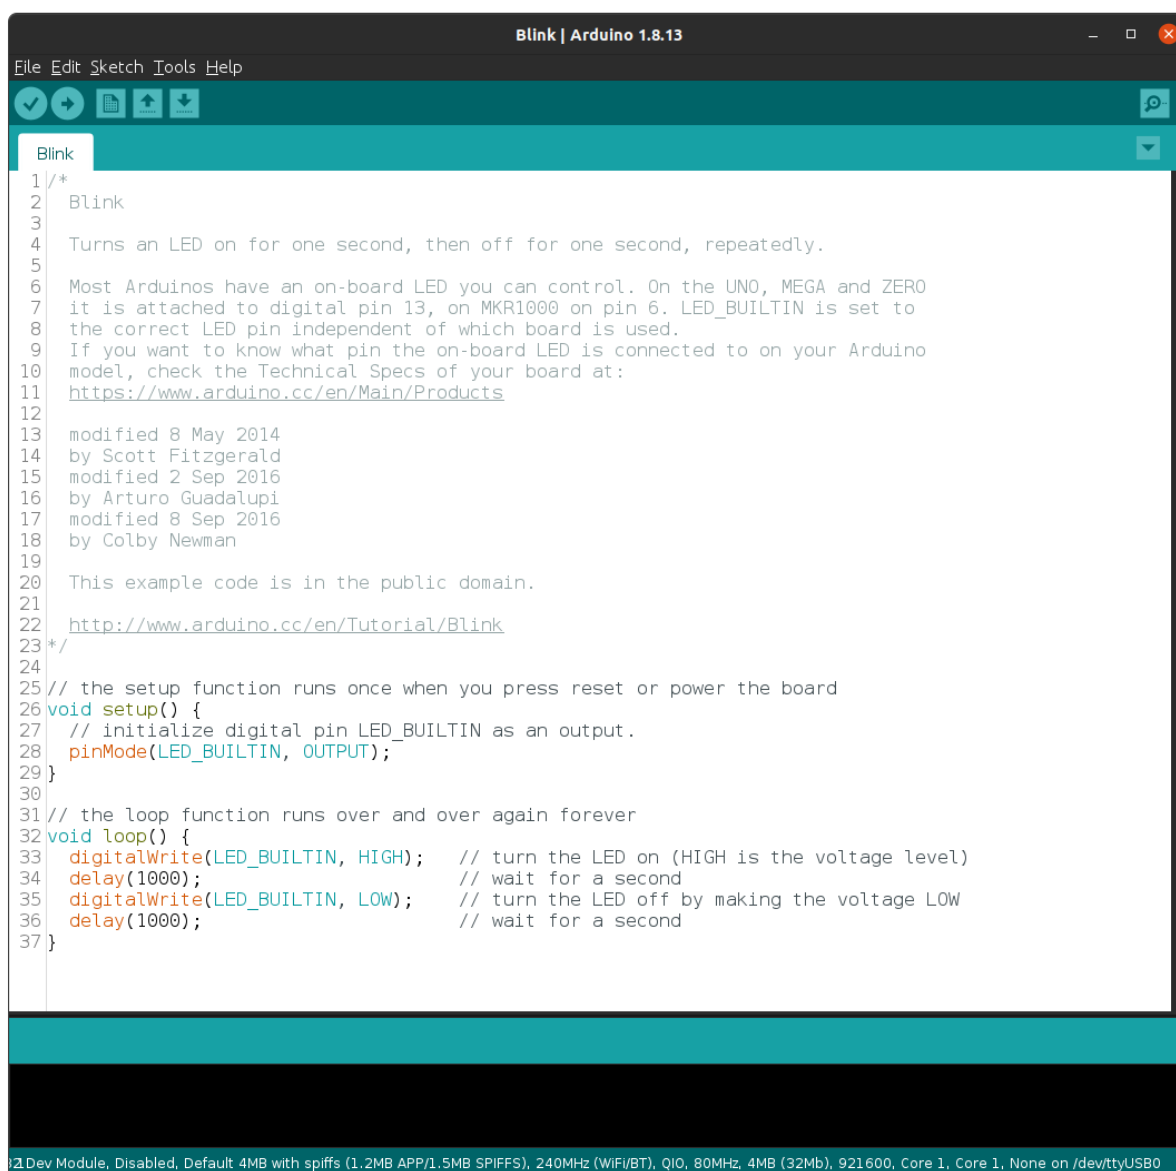 Blink | Arduino 1.8.13
File Edit Sketch Tools Help
Blink
1 /*
2 Blink
3
4 Turns an LED on for one second, then off for one second, repeatedly.
5
6 Most Arduinos have an on-board LED you can control. On the UNO, MEGA and ZERO
7 it is attached to digital pin 13, on MKR1000 on pin 6. LED_BUILTIN is set to
8 the correct LED pin independent of which board is used.
9 If you want to know what pin the on-board LED is connected to on your Arduino
10 model, check the Technical Specs of your board at:
11 https://www.arduino.cc/en/Main/Products
12
13 modified 8 May 2014
14 by Scott Fitzgerald
15 modified 2 Sep 2016
16 by Arturo Guadalupi
17 modified 8 Sep 2016
18 by Colby Newman
19
20 This example code is in the public domain.
21
22 http://www.arduino.cc/en/Tutorial/Blink
23 */
24
25 // the setup function runs once when you press reset or power the board
26 void setup() {
27 // initialize digital pin LED_BUILTIN as an output.
28 pinMode(LED_BUILTIN, OUTPUT);
29 }
30
31 // the loop function runs over and over again forever
32 void loop() {
33 digitalWrite(LED_BUILTIN, HIGH); // turn the LED on (HIGH is the voltage level)
34 delay(1000); // wait for a second
35 digitalWrite(LED_BUILTIN, LOW); // turn the LED off by making the voltage LOW
36 delay(1000); // wait for a second
37 }
Dev Module, Disabled, Default 4MB with spiffs (1.2MB APP/1.5MB SPIFFS), 240MHz (WiFi/BT), QIO, 80MHz, 4MB (32Mb), 921600, Core 1, Core 1, None on /dev/ttyUSB0